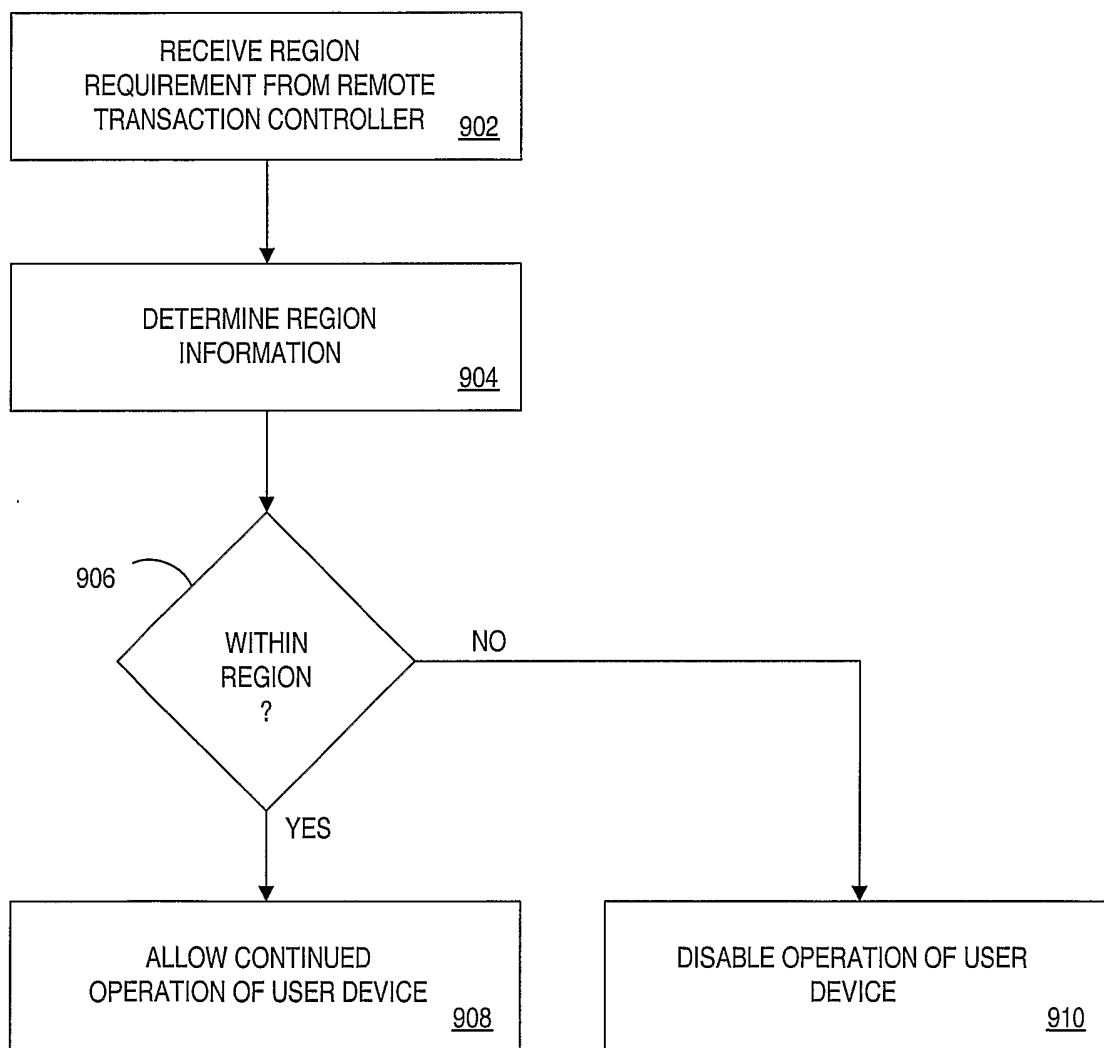 RECEIVE REGION
REQUIREMENT FROM REMOTE
TRANSACTION CONTROLLER
902
DETERMINE REGION
INFORMATION
904
906
WITHIN
REGION
?
NO
YES
ALLOW CONTINUED
OPERATION OF USER DEVICE
908
DISABLE OPERATION OF USER
DEVICE
910